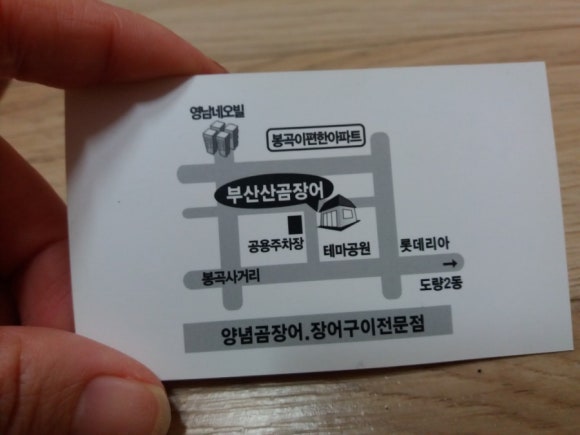 영남네오빌
봉곡이편한아파트
부산산곰장어
공용주차장
테마공원
롯데리아
봉곡사거리
→
도량2동
양념곰장어.장어구이전문점